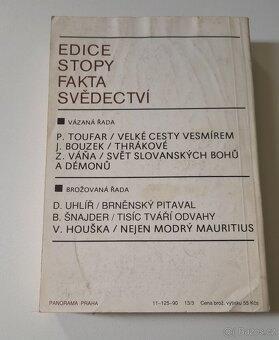 EDICE
STOPY
FAKTA
SVĚDECTVÍ
■ VÁZANÁ ŘADA
P. TOUFAR / VELKÉ CESTY VESMÍREM
J. BOUZEK / THRÁKOVÉ
Z. VÁŇA / SVĚT SLOVANSKÝCH BOHŮ
A DÉMONŮ
■ BROŽOVANÁ ŘADA
D. UHLÍŘ / BRNĚNSKÝ PITAVAL
B. ŠNAJDER / TISÍC TVÁŘÍ ODVAHY
V. HOUŠKA / NEJEN MODRÝ MAURITIUS
PANORAMA PRAHA 11-125-90 13/3 Cena brož. výtisku 55 Kčs